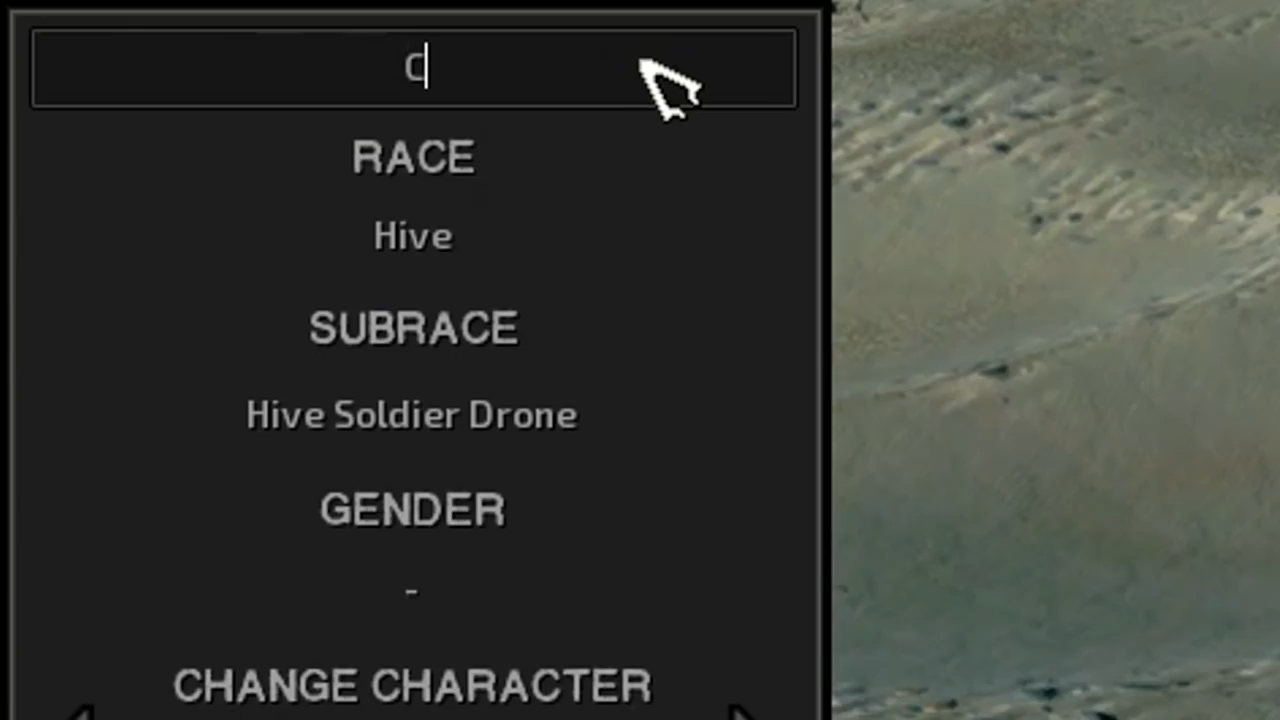 C
RACE
Hive
SUBRACE
Hive Soldier Drone
GENDER
-
CHANGE CHARACTER